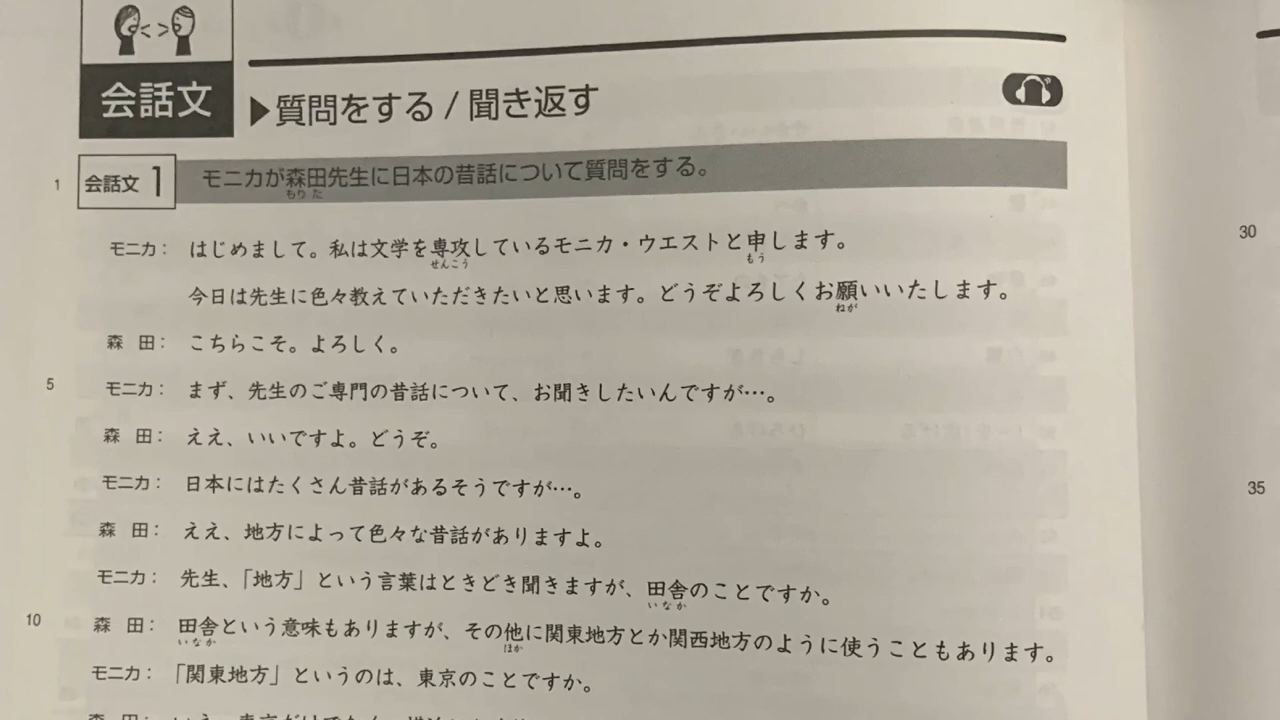 会話文
▶質問をする / 聞き返す
1 会話文 1 モニカが森田先生に日本の昔話について質問をする。
もり た
モニカ： はじめまして。私は文学を専攻しているモニカ・ウエストと申します。
せんこう もう
今日は先生に色々教えていただきたいと思います。どうぞよろしくお願いいたします。
ねが
森 田： こちらこそ。よろしく。
5 モニカ： まず、先生のご専門の昔話について、お聞きしたいんですが…。
森 田： ええ、いいですよ。どうぞ。
モニカ： 日本にはたくさん昔話があるそうですが…。
森 田： ええ、地方によって色々な昔話がありますよ。
モニカ： 先生、「地方」という言葉はときどき聞きますが、田舎のことですか。
いなか
10 森 田： 田舎という意味もありますが、その他に関東地方とか関西地方のように使うこともあります。
いなか ほか
モニカ： 「関東地方」というのは、東京のことですか。
30
35